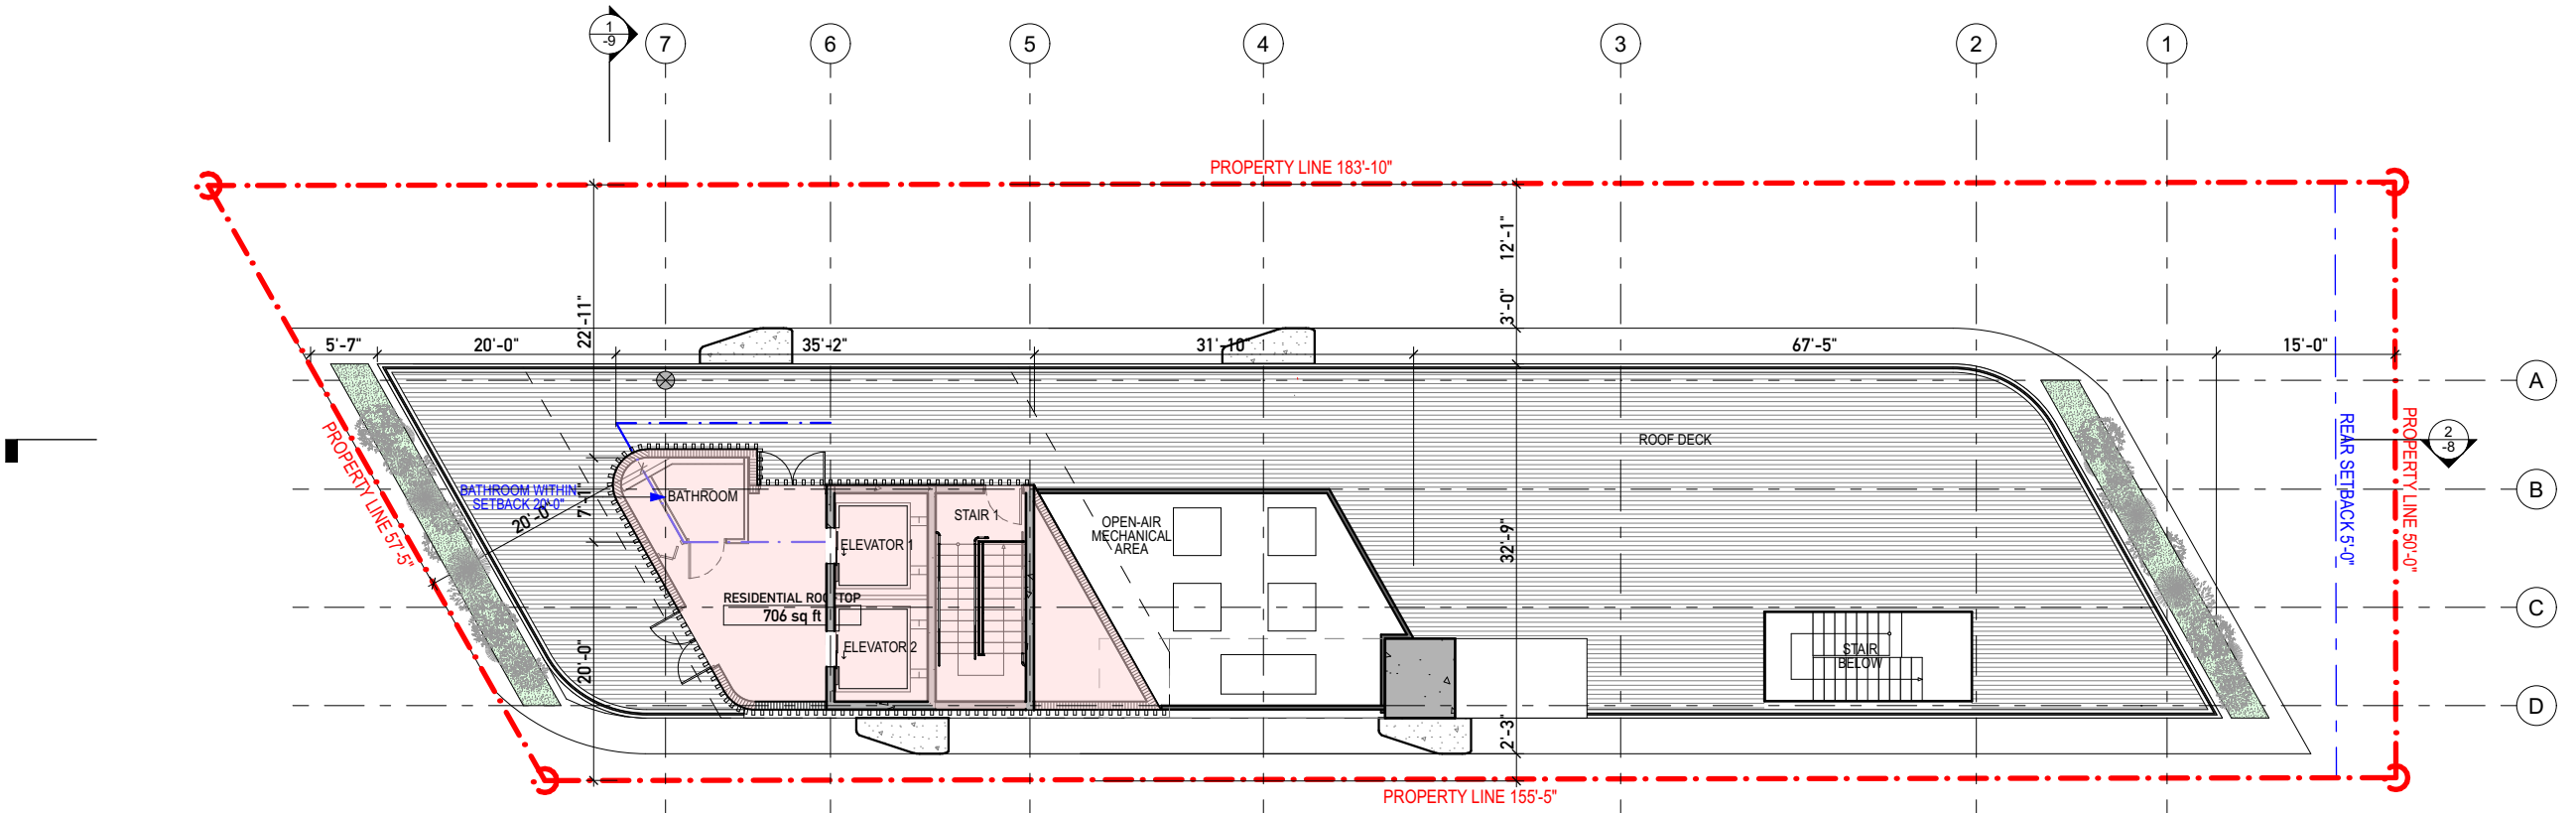 1
-9
7
6
5
4
3
2
1
PROPERTY LINE 183'-10"
12'-1"
22'-11"
3'-0"
5'-7"
20'-0"
35'-2"
31'-10"
67'-5"
15'-0"
A
ROOF DECK
PROPERTY LINE 57'-5"
REAR SETBACK 5'-0"
PROPERTY LINE 50'-0"
2
-8
BATHROOM WITHIN
SETBACK 20'-0"
BATHROOM
7'-1"
20'-0"
B
STAIR 1
OPEN-AIR
MECHANICAL
AREA
ELEVATOR 1
32'-9"
RESIDENTIAL ROOFTOP
706 sq ft
C
ELEVATOR 2
20'-0"
STAIR
BELOW
D
2'-3"
PROPERTY LINE 155'-5"